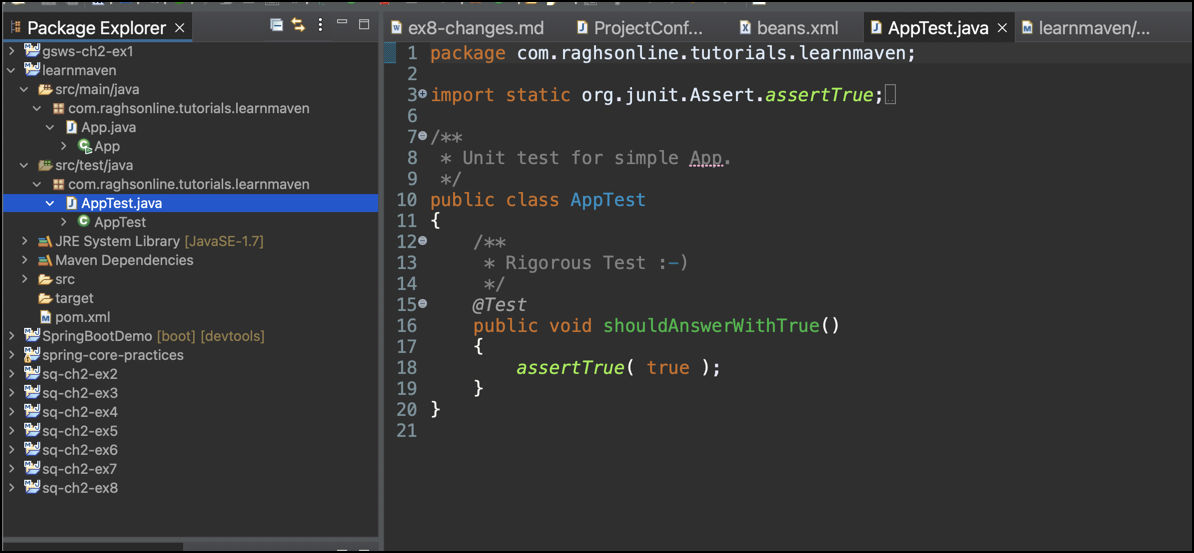 Package Explorer
gsws-ch2-ex1
learnmaven
src/main/java
com.raghsonline.tutorials.learnmaven
App.java
App
src/test/java
com.raghsonline.tutorials.learnmaven
AppTest.java
AppTest
JRE System Library [JavaSE-1.7]
Maven Dependencies
src
target
pom.xml
SpringBootDemo [boot] [devtools]
spring-core-practices
sq-ch2-ex2
sq-ch2-ex3
sq-ch2-ex4
sq-ch2-ex5
sq-ch2-ex6
sq-ch2-ex7
sq-ch2-ex8
ex8-changes.md ProjectConf... beans.xml AppTest.java learnmaven/...
1 package com.raghsonline.tutorials.learnmaven;
2
3 import static org.junit.Assert.assertTrue;
6
7 /**
8 * Unit test for simple App.
9 */
10 public class AppTest
11 {
12 /**
13 * Rigorous Test :-)
14 */
15 @Test
16 public void shouldAnswerWithTrue()
17 {
18 assertTrue( true );
19 }
20 }
21